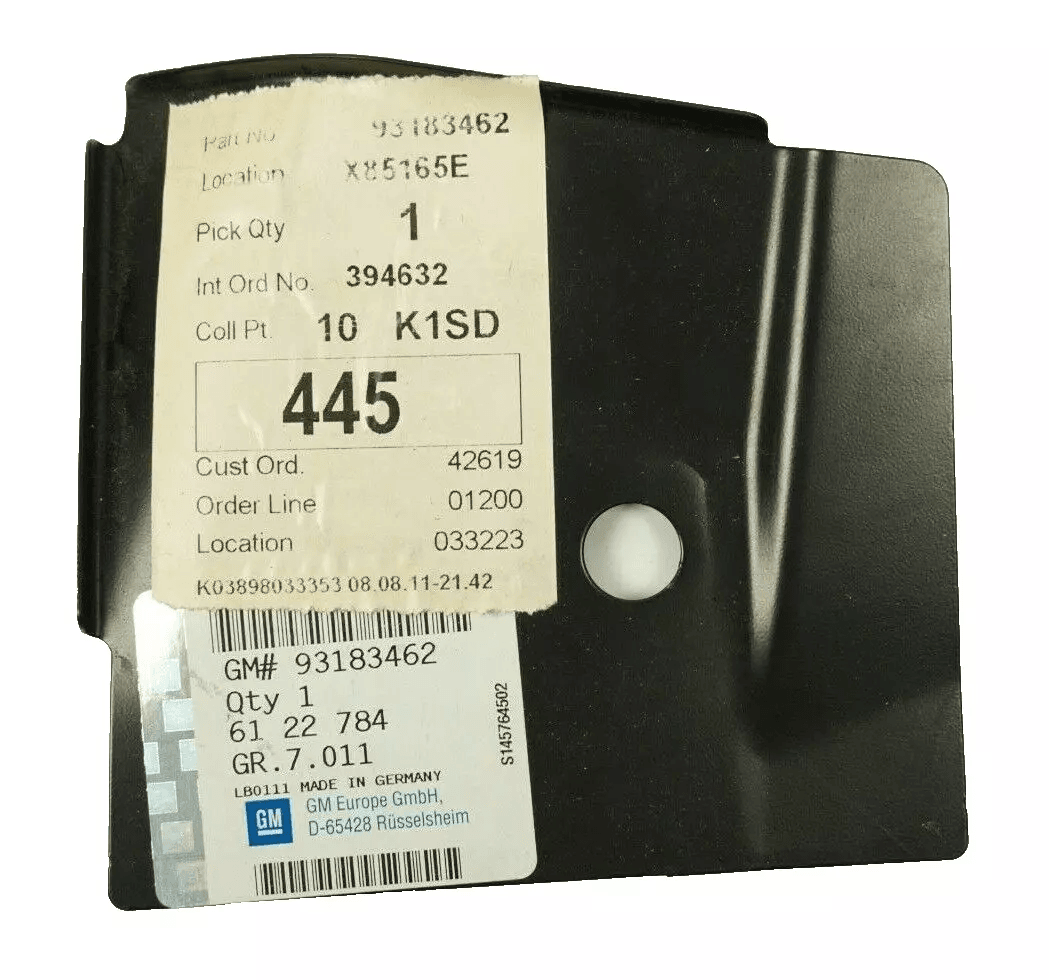 Part No 93183462
Location X85165E
Pick Qty 1
Int Ord No. 394632
Coll Pt. 10 K1SD
445
Cust Ord. 42619
Order Line 01200
Location 033223
K03898033353 08.08.11-21.42
GM# 93183462
Qty 1
61 22 784
GR.7.011
LB0111 MADE IN GERMANY
GM
GM Europe GmbH,
D-65428 Rüsselsheim
S145764502